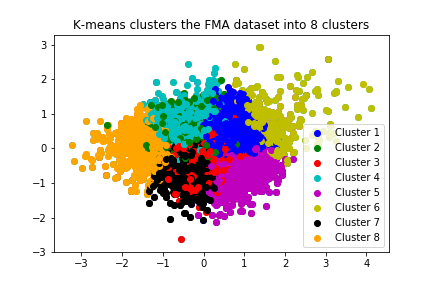 K-means clusters the FMA dataset into 8 clusters
3
2
1
0
−1
−2
−3
−3 −2 −1 0 1 2 3 4
Cluster 1
Cluster 2
Cluster 3
Cluster 4
Cluster 5
Cluster 6
Cluster 7
Cluster 8